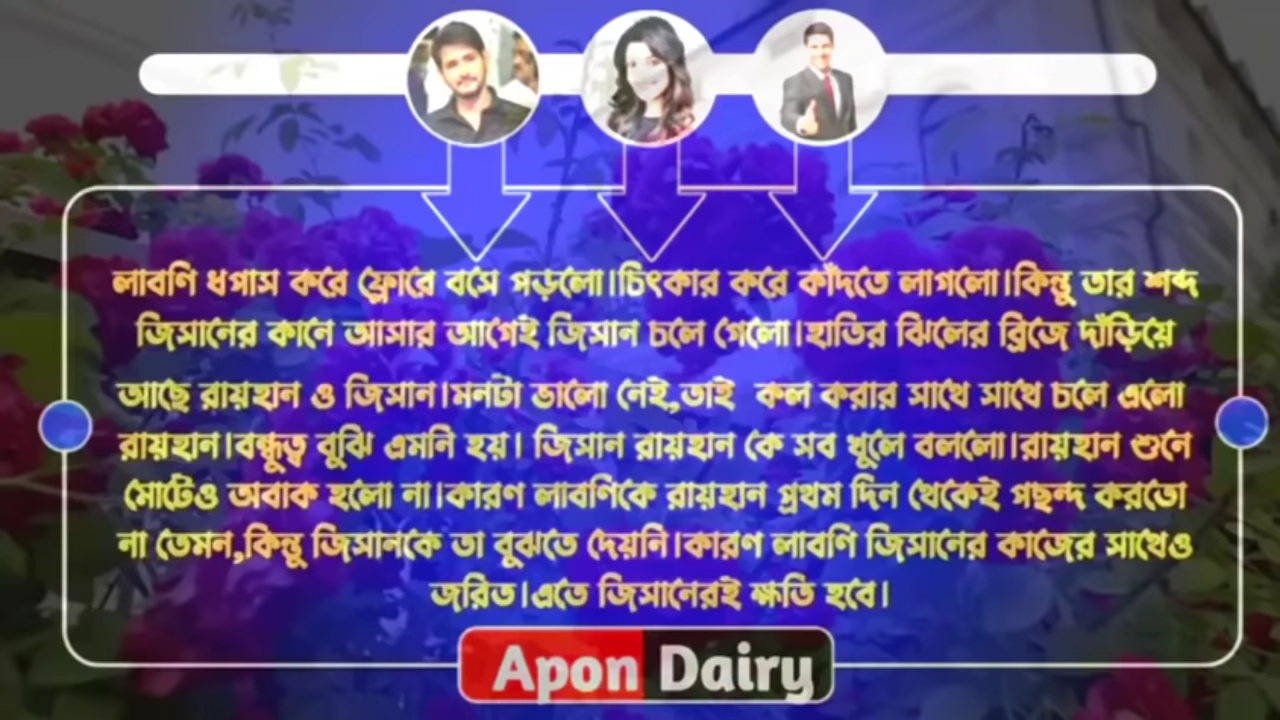 লাবণি ধপাস করে ফ্লোরে বসে পড়লো।চিৎকার করে কাঁদতে লাগলো।কিন্তু তার শব্দ
জিসানের কানে আসার আগেই জিসান চলে গেলো।হাতির ঝিলের ব্রিজে দাঁড়িয়ে
আছে রায়হান ও জিসান।মনটা ভালো নেই,তাই কল করার সাথে সাথে চলে এলো
রায়হান।বন্ধুত্ব বুঝি এমনি হয়। জিসান রায়হান কে সব খুলে বললো।রায়হান শুনে
মোটেও অবাক হলো না।কারণ লাবণিকে রায়হান প্রথম দিন থেকেই পছন্দ করতো
না তেমন,কিন্তু জিসানকে তা বুঝতে দেয়নি।কারণ লাবণি জিসানের কাজের সাথেও
জরিত।এতে জিসানেরই ক্ষতি হবে।
Apon Dairy